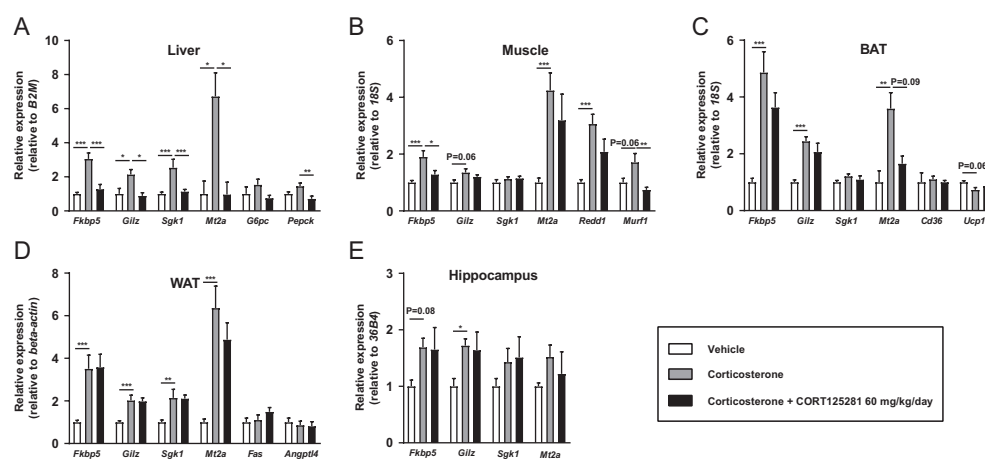 A
Liver
Relative expression
(relative to B2M)
10
8
6
4
2
0
*** ***
* *
*** ***
* *
**
Fkbp5 Gilz Sgk1 Mt2a G6pc Pepck
B
Muscle
Relative expression
(relative to 18S)
6
4
2
0
*** *
P=0.06
***
***
P=0.06 **
Fkbp5 Gilz Sgk1 Mt2a Redd1 Murf1
C
BAT
Relative expression
(relative to 18S)
6
4
2
0
***
***
** P=0.09
P=0.06
Fkbp5 Gilz Sgk1 Mt2a Cd36 Ucp1
D
WAT
Relative expression
(relative to beta-actin)
8
6
4
2
0
***
***
**
***
Fkbp5 Gilz Sgk1 Mt2a Fas Angptl4
E
Hippocampus
Relative expression
(relative to 36B4)
3
2
1
0
P=0.08
*
Fkbp5 Gilz Sgk1 Mt2a
Vehicle
Corticosterone
Corticosterone + CORT125281 60 mg/kg/day